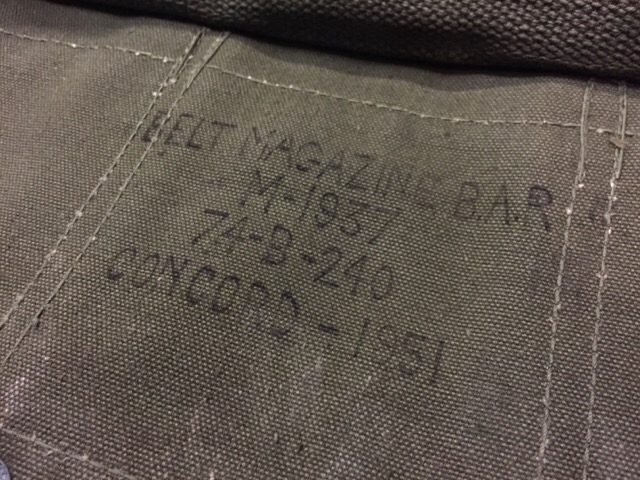 BELT MAGAZINE B.A.R
M-1937
74-B-240
CONCORD-1951